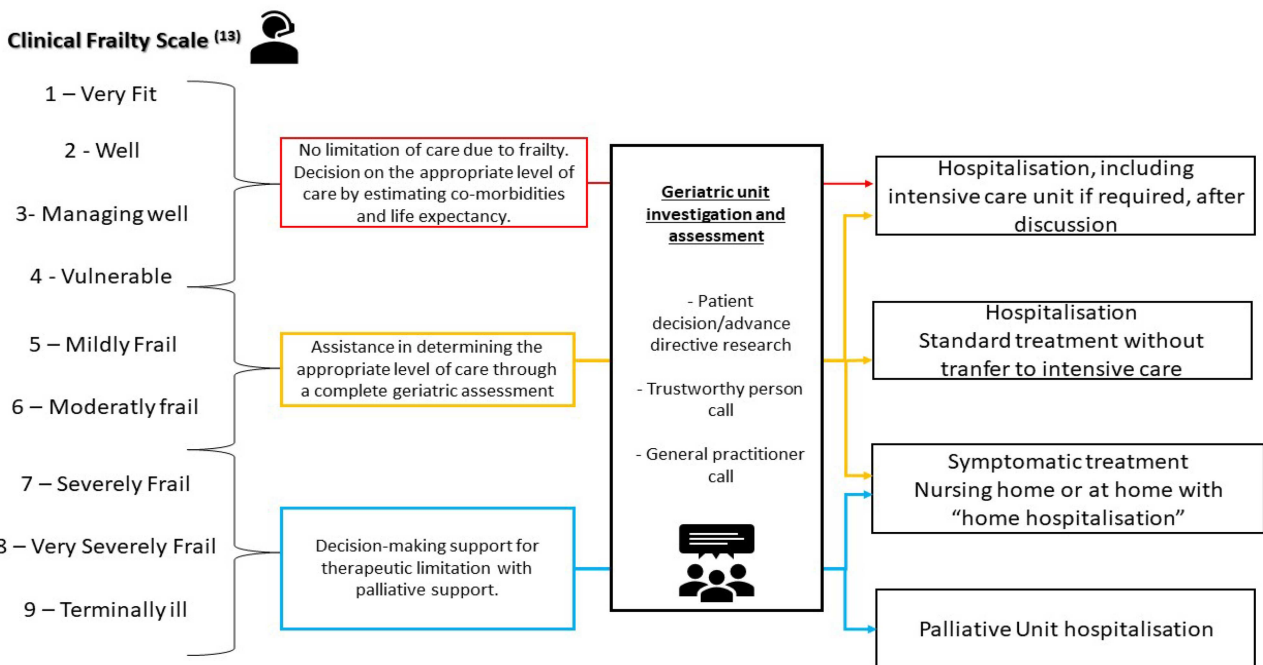 Clinical Frailty Scale (13)
1 – Very Fit
2 - Well
3- Managing well
4 - Vulnerable
5 – Mildly Frail
6 – Moderatly frail
7 – Severely Frail
8 – Very Severely Frail
9 – Terminally ill
No limitation of care due to frailty.
Decision on the appropriate level of
care by estimating co-morbidities
and life expectancy.
Assistance in determining the
appropriate level of care through
a complete geriatric assessment
Decision-making support for
therapeutic limitation with
palliative support.
Geriatric unit
investigation and
assessment
- Patient
decision/advance
directive research
- Trustworthy person
call
- General practitioner
call
Hospitalisation, including
intensive care unit if required, after
discussion
Hospitalisation
Standard treatment without
tranfer to intensive care
Symptomatic treatment
Nursing home or at home with
“home hospitalisation”
Palliative Unit hospitalisation